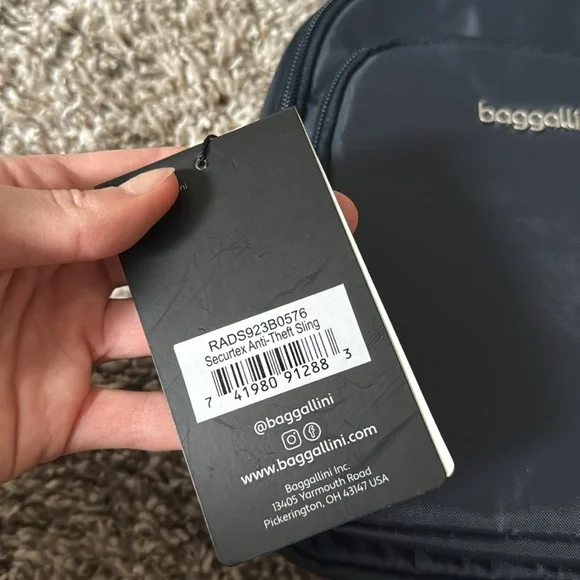 baggallini
RADS923B0576
Securtex Anti-Theft Sling
7 41980 91288 3
@baggallini
www.baggallini.com
Baggallini Inc.
13405 Yarmouth Road
Pickerington, OH 43147 USA